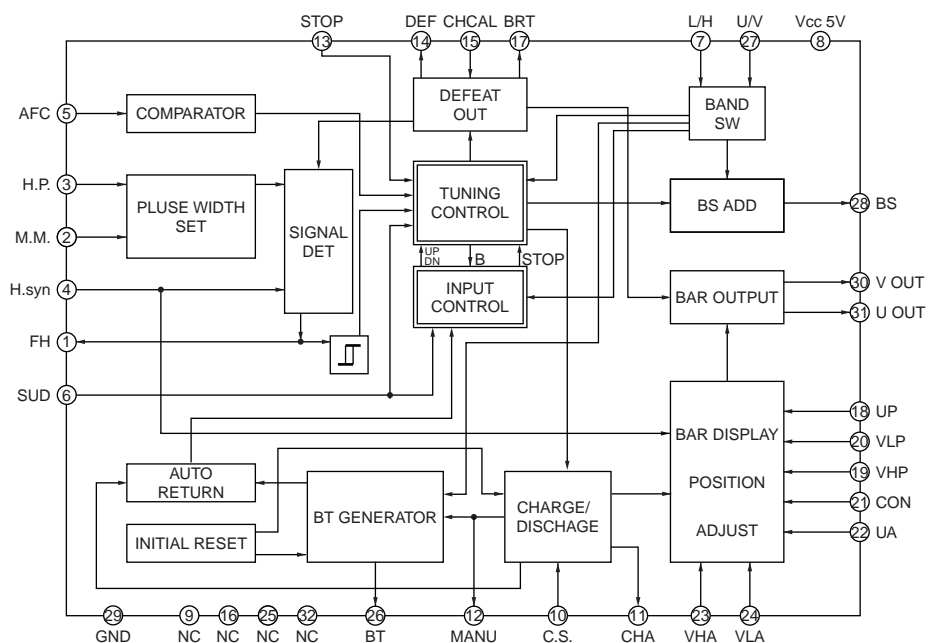 STOP DEF CHCAL BRT L/H U/V Vcc 5V
13 14 15 17 7 27 8
AFC 5 COMPARATOR
DEFEAT
OUT
BAND
SW
H.P. 3
M.M. 2
PLUSE WIDTH
SET
SIGNAL
DET
TUNING
CONTROL
BS ADD
28 BS
UP
DN
B
STOP
H.syn 4
INPUT
CONTROL
BAR OUTPUT
30 V OUT
31 U OUT
FH 1
SUD 6
BAR DISPLAY
POSITION
ADJUST
18 UP
20 VLP
19 VHP
21 CON
22 UA
AUTO
RETURN
BT GENERATOR
CHARGE/
DISCHAGE
INITIAL RESET
29 9 16 25 32 26 12 10 11 23 24
GND NC NC NC NC BT MANU C.S. CHA VHA VLA